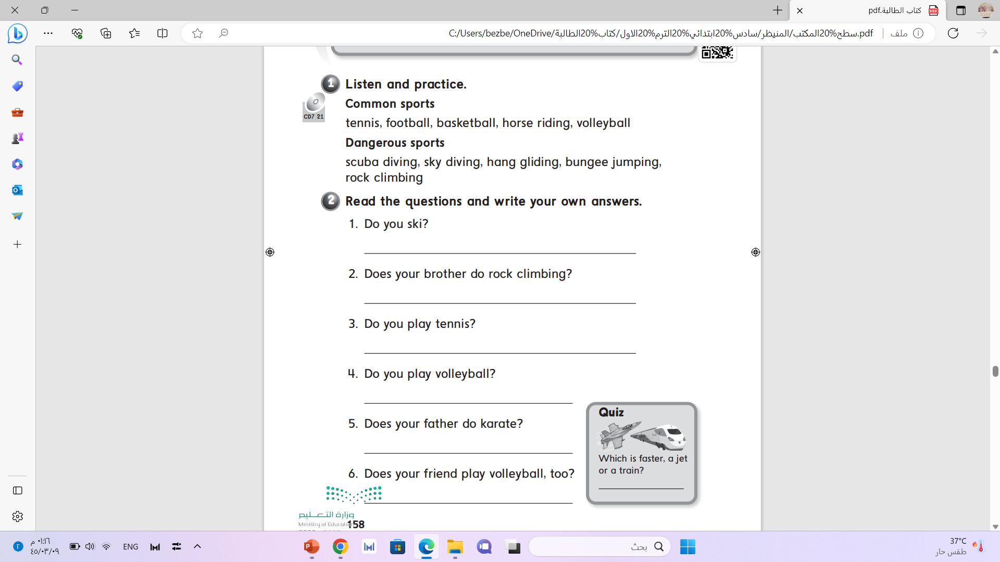 كتاب الطالبة.pdf
C:/Users/bezbe/OneDrive/سطح%20المكتب/المنيظر/سادس%20ابتدائي%20الترم%20الاول/كتاب%20الطالبة.pdf
ملف
1 Listen and practice.
CD7 21
Common sports
tennis, football, basketball, horse riding, volleyball
Dangerous sports
scuba diving, sky diving, hang gliding, bungee jumping,
rock climbing
2 Read the questions and write your own answers.
1. Do you ski?
2. Does your brother do rock climbing?
3. Do you play tennis?
4. Do you play volleyball?
5. Does your father do karate?
6. Does your friend play volleyball, too?
Quiz
Which is faster, a jet
or a train?
وزارة التعليم
Ministry of Education
158
٠١:١٦ م
٤٥/٠٣/٠٩
ENG
بحث
37°C
طقس حار